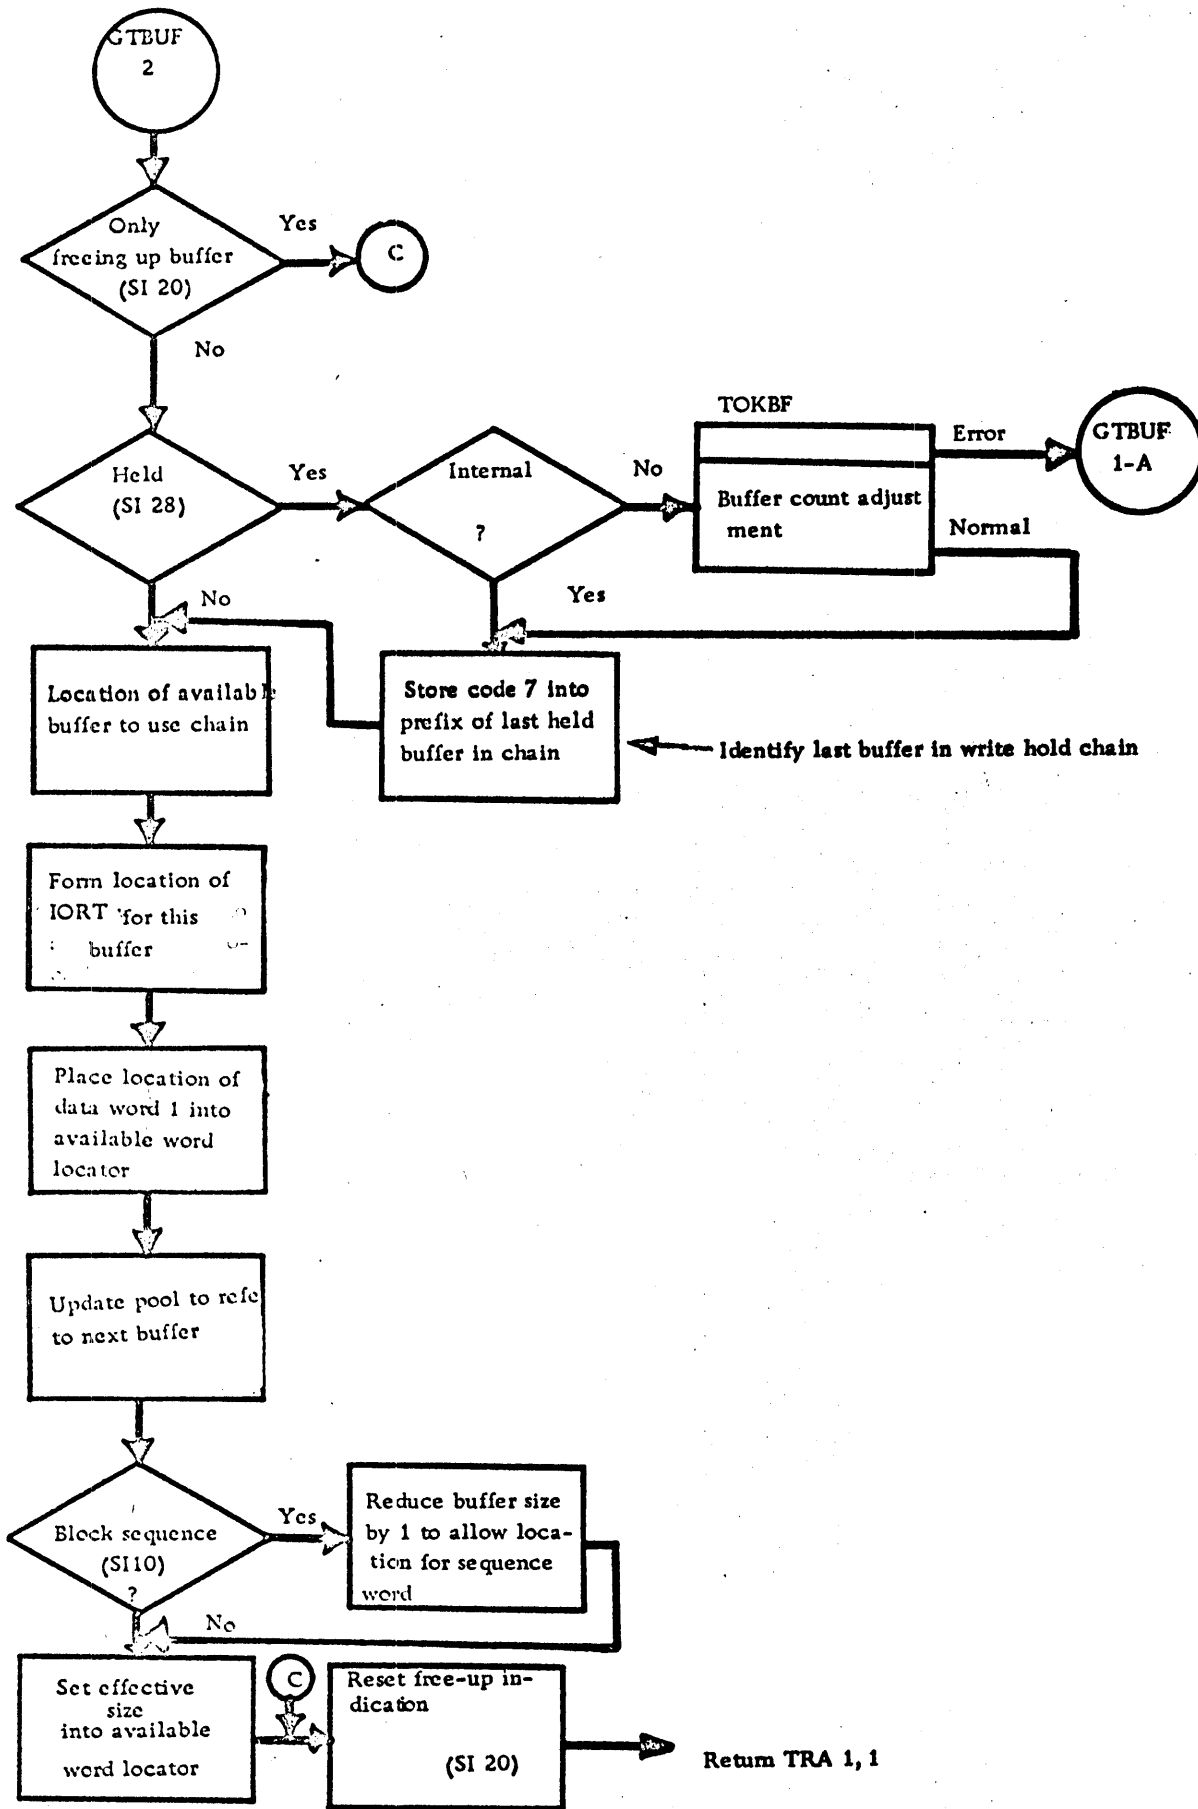 GTBUF
2
Only
freeing up buffer
(SI 20)
Yes
C
No
Held
(SI 28)
Yes
Internal
?
No
TOKBF
Buffer count adjust
ment
Error
GTBUF
1-A
Normal
No
Yes
Location of available
buffer to use chain
Store code 7 into
prefix of last held
buffer in chain
Identify last buffer in write hold chain
Form location of
IORT for this
buffer
Place location of
data word 1 into
available word
locator
Update pool to refe
to next buffer
Block sequence
(SI10)
?
Yes
Reduce buffer size
by 1 to allow loca-
tion for sequence
word
No
Set effective
size
into available
word locator
C
Reset free-up in-
dication
(SI 20)
Return TRA 1, 1